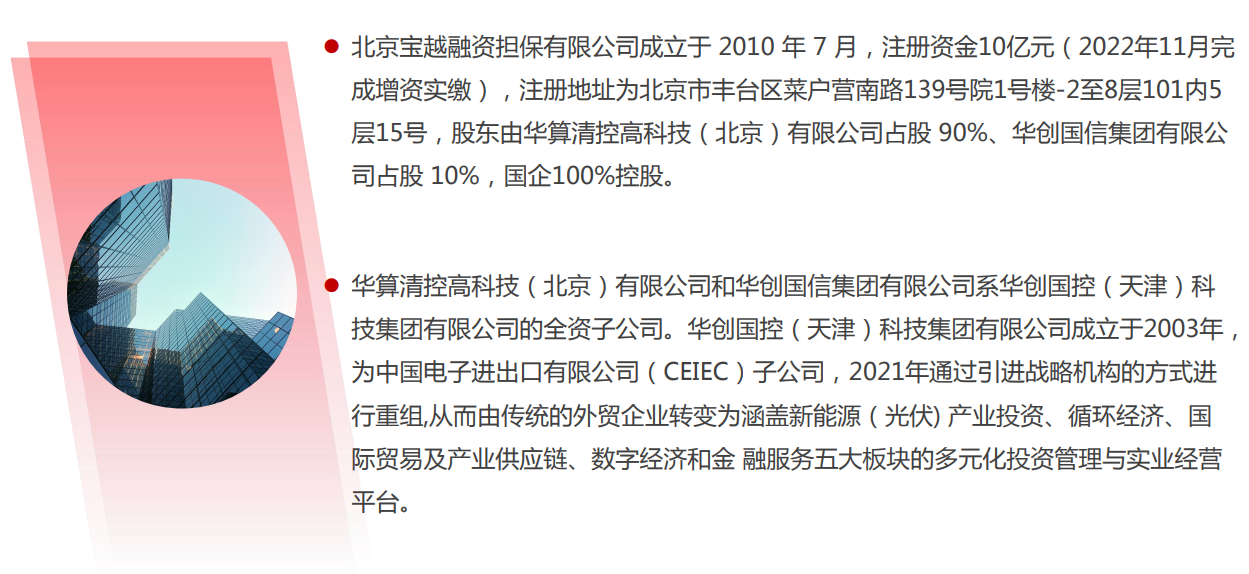 北京宝越融资担保有限公司成立于 2010 年 7 月，注册资金10亿元（2022年11月完
成增资实缴），注册地址为北京市丰台区菜户营南路139号院1号楼-2至8层101内5
层15号，股东由华算清控高科技（北京）有限公司占股 90%、华创国信集团有限公
司占股 10%，国企100%控股。
华算清控高科技（北京）有限公司和华创国信集团有限公司系华创国控（天津）科
技集团有限公司的全资子公司。华创国控（天津）科技集团有限公司成立于2003年，
为中国电子进出口有限公司（CEIEC）子公司，2021年通过引进战略机构的方式进
行重组,从而由传统的外贸企业转变为涵盖新能源（光伏) 产业投资、循环经济、国
际贸易及产业供应链、数字经济和金 融服务五大板块的多元化投资管理与实业经营
平台。